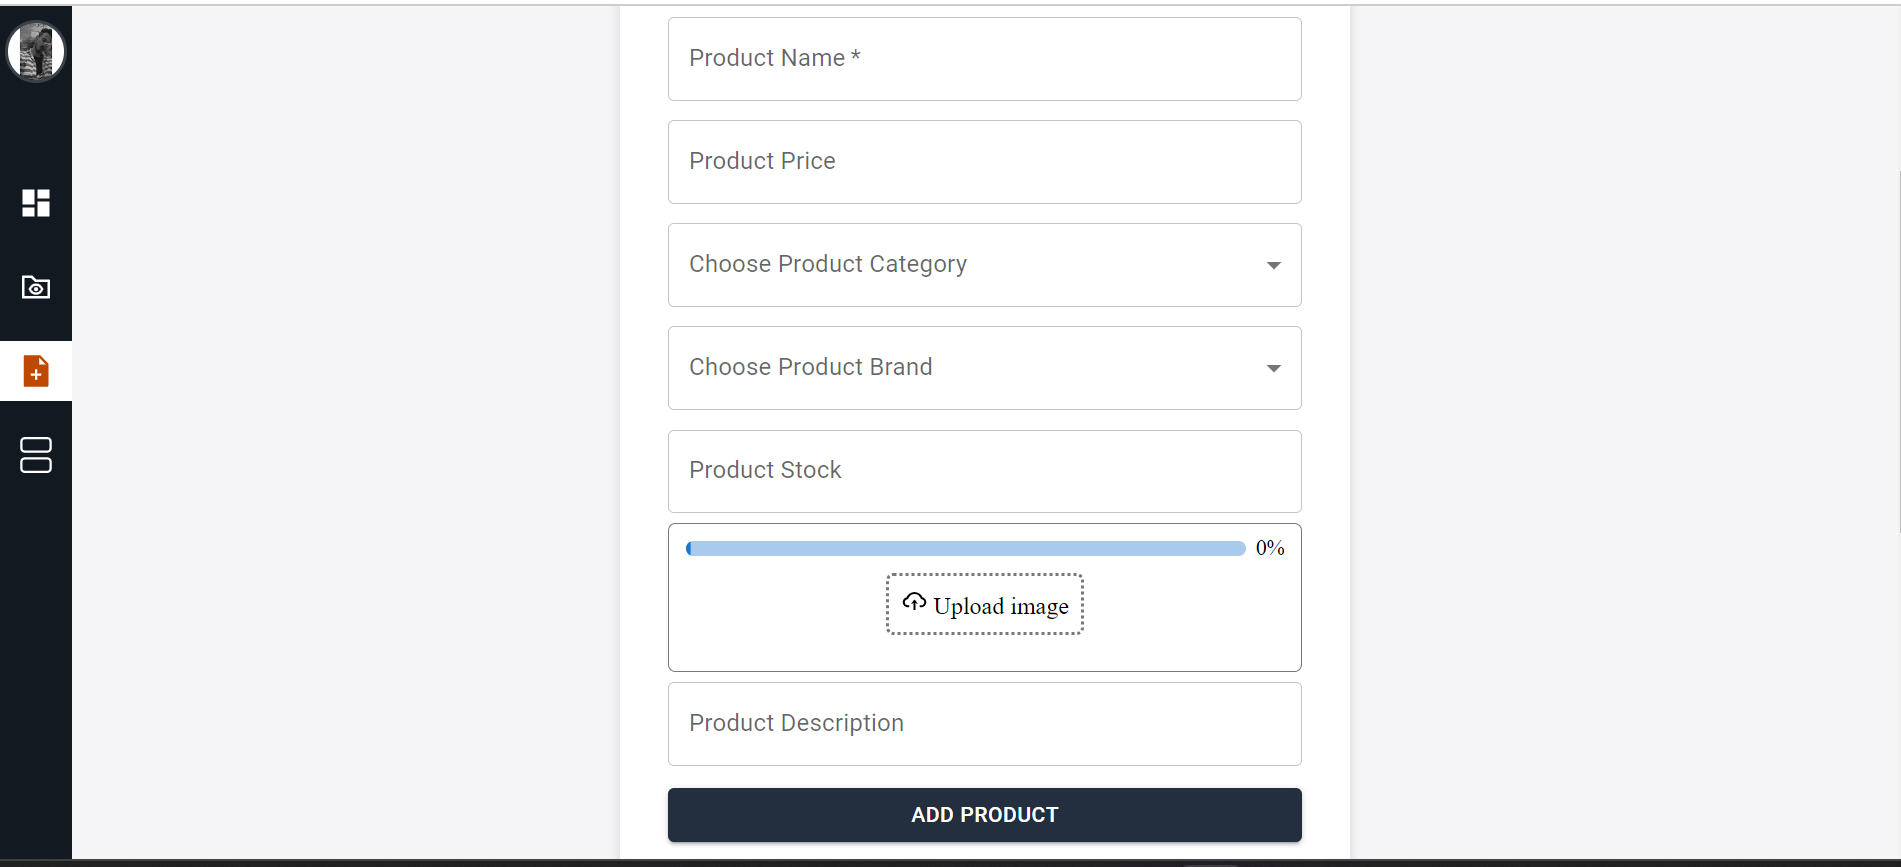 Product Name *
Product Price
Choose Product Category
Choose Product Brand
Product Stock
0%
Upload image
Product Description
ADD PRODUCT